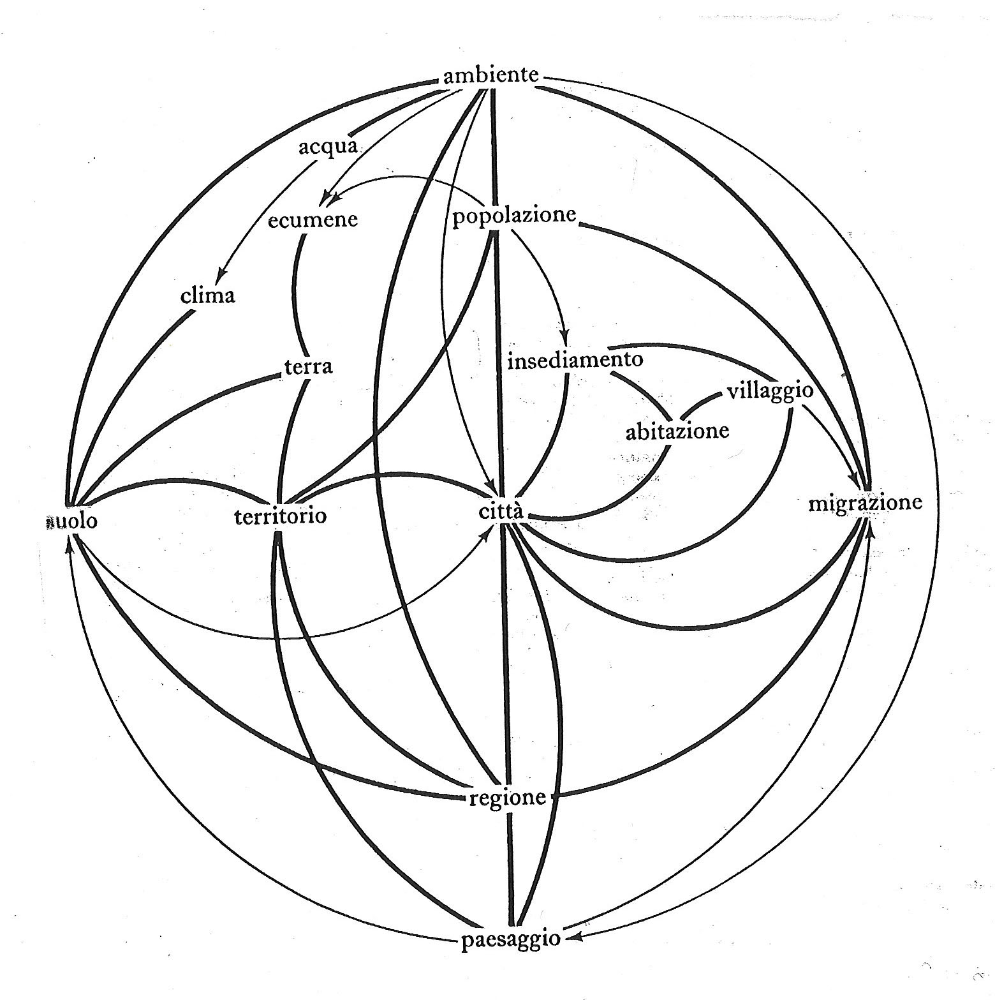 ambiente
acqua
popolazione
ecumene
clima
insediamento
terra
villaggio
abitazione
migrazione
città
territorio
suolo
regione
paesaggio